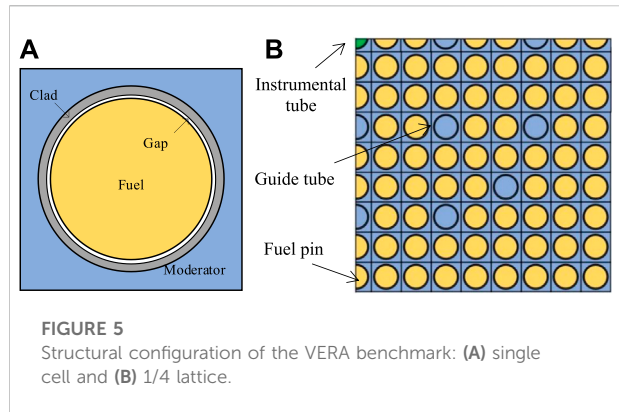 A
B
Clad
Gap
Fuel
Moderator
Instrumental
tube
Guide tube
Fuel pin
FIGURE 5
Structural configuration of the VERA benchmark: (A) single
cell and (B) 1/4 lattice.